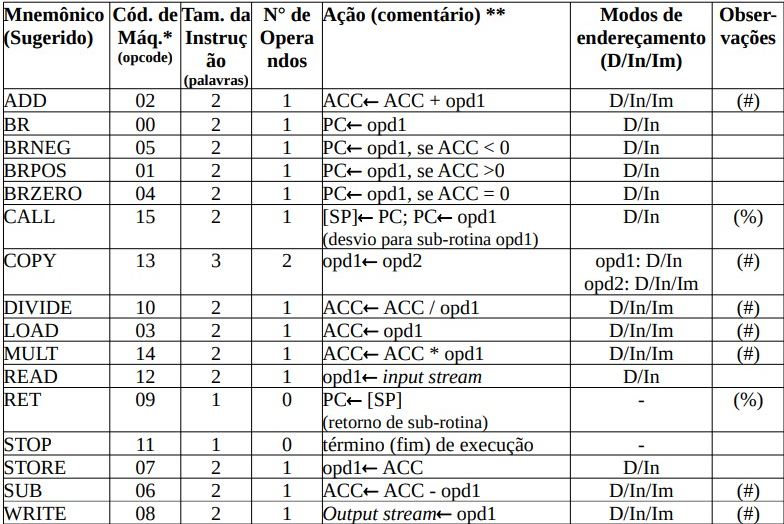 Mnemônico Cód. de Tam. da N° de Ação (comentário) ** Modos de Obser-
(Sugerido) Máq.* Instruç Opera endereçamento vações
(opcode) ão ndos (D/In/Im)
(palavras)
ADD 02 2 1 ACC← ACC + opd1 D/In/Im (#)
BR 00 2 1 PC← opd1 D/In
BRNEG 05 2 1 PC← opd1, se ACC < 0 D/In
BRPOS 01 2 1 PC← opd1, se ACC >0 D/In
BRZERO 04 2 1 PC← opd1, se ACC = 0 D/In
CALL 15 2 1 [SP]← PC; PC← opd1 D/In (%)
(desvio para sub-rotina opd1)
COPY 13 3 2 opd1← opd2 opd1: D/In (#)
opd2: D/In/Im
DIVIDE 10 2 1 ACC← ACC / opd1 D/In/Im (#)
LOAD 03 2 1 ACC← opd1 D/In/Im (#)
MULT 14 2 1 ACC← ACC * opd1 D/In/Im (#)
READ 12 2 1 opd1← input stream D/In
RET 09 1 0 PC← [SP] - (%)
(retorno de sub-rotina)
STOP 11 1 0 término (fim) de execução -
STORE 07 2 1 opd1← ACC D/In
SUB 06 2 1 ACC← ACC - opd1 D/In/Im (#)
WRITE 08 2 1 Output stream← opd1 D/In/Im (#)